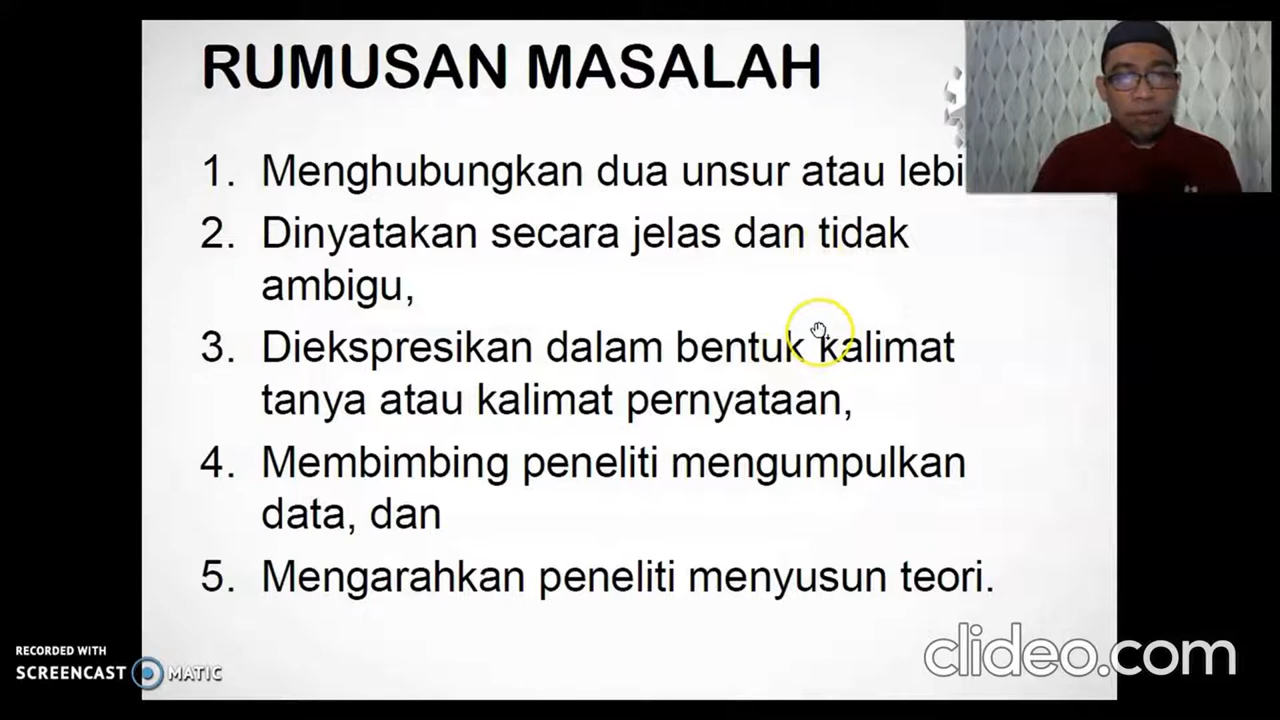 RUMUSAN MASALAH
1. Menghubungkan dua unsur atau lebi
2. Dinyatakan secara jelas dan tidak
ambigu,
3. Diekspresikan dalam bentuk kalimat
tanya atau kalimat pernyataan,
4. Membimbing peneliti mengumpulkan
data, dan
5. Mengarahkan peneliti menyusun teori.
RECORDED WITH
SCREENCAST MATIC
clideo.com